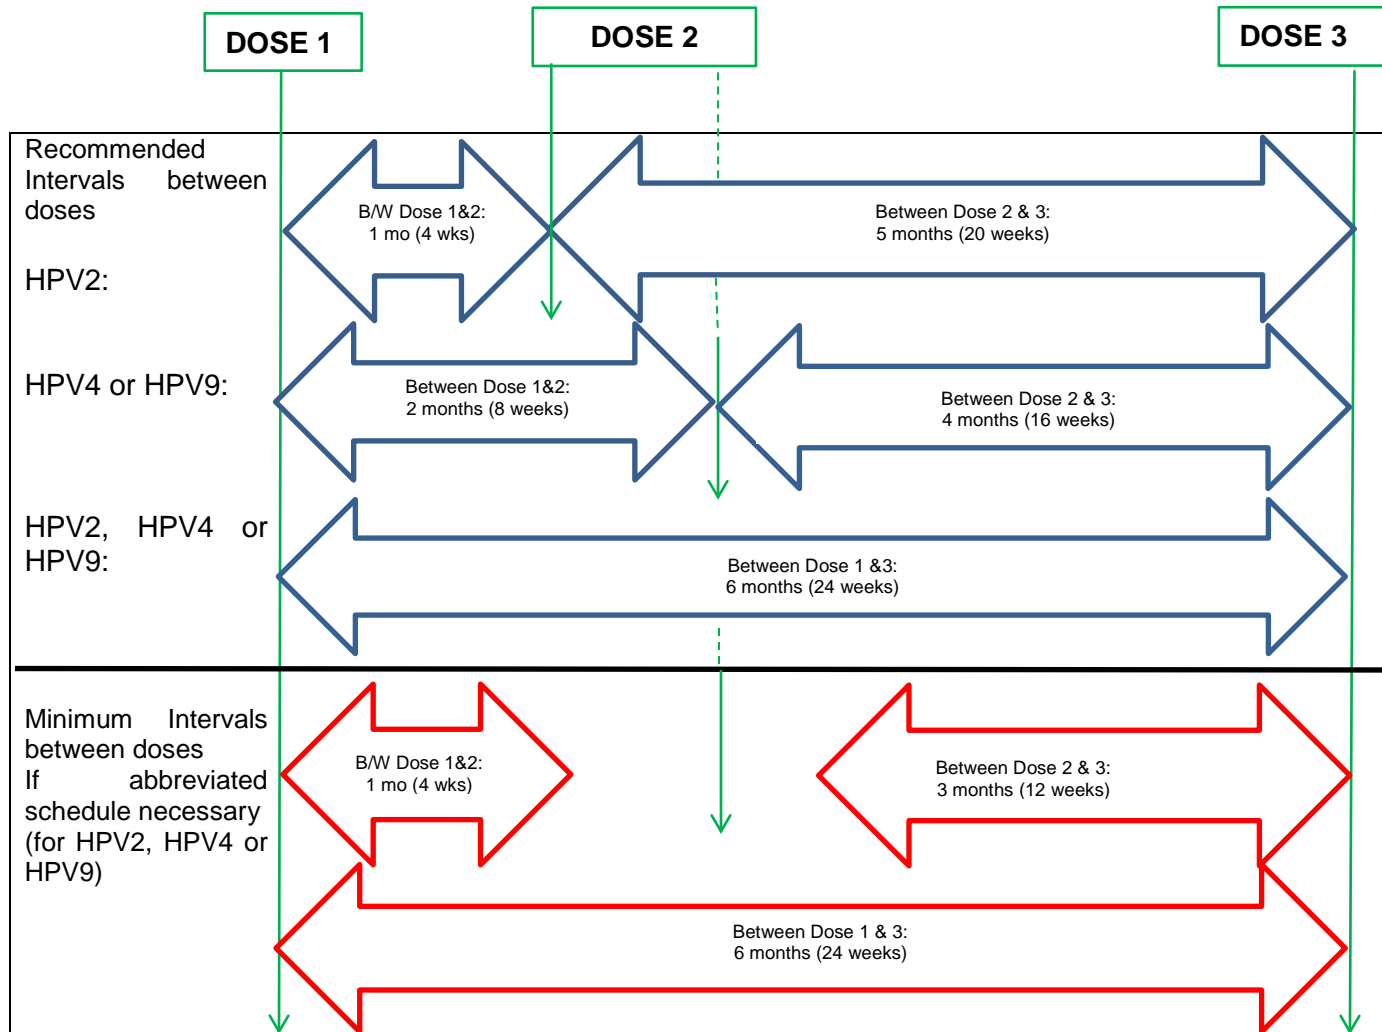 DOSE 1
DOSE 2
DOSE 3
Recommended
Intervals between
doses
HPV2:
B/W Dose 1&2:
1 mo (4 wks)
Between Dose 2 & 3:
5 months (20 weeks)
HPV4 or HPV9:
Between Dose 1&2:
2 months (8 weeks)
Between Dose 2 & 3:
4 months (16 weeks)
HPV2, HPV4 or
HPV9:
Between Dose 1 &3:
6 months (24 weeks)
Minimum Intervals
between doses
If abbreviated
schedule necessary
(for HPV2, HPV4 or
HPV9)
B/W Dose 1&2:
1 mo (4 wks)
Between Dose 2 & 3:
3 months (12 weeks)
Between Dose 1 & 3:
6 months (24 weeks)